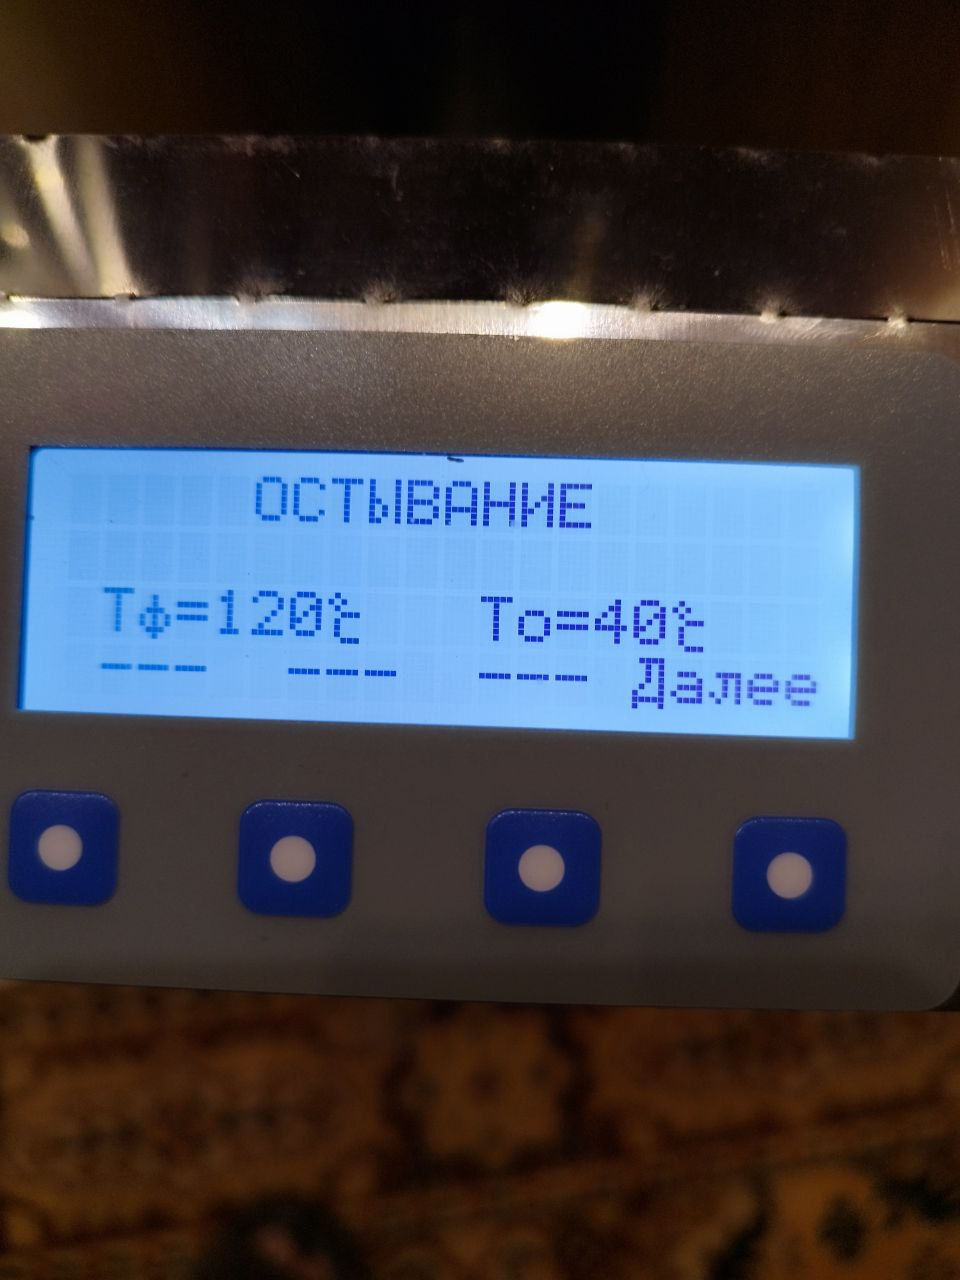 ОСТЫВАНИЕ
Тф=120℃ То=40℃
--- --- --- Далее